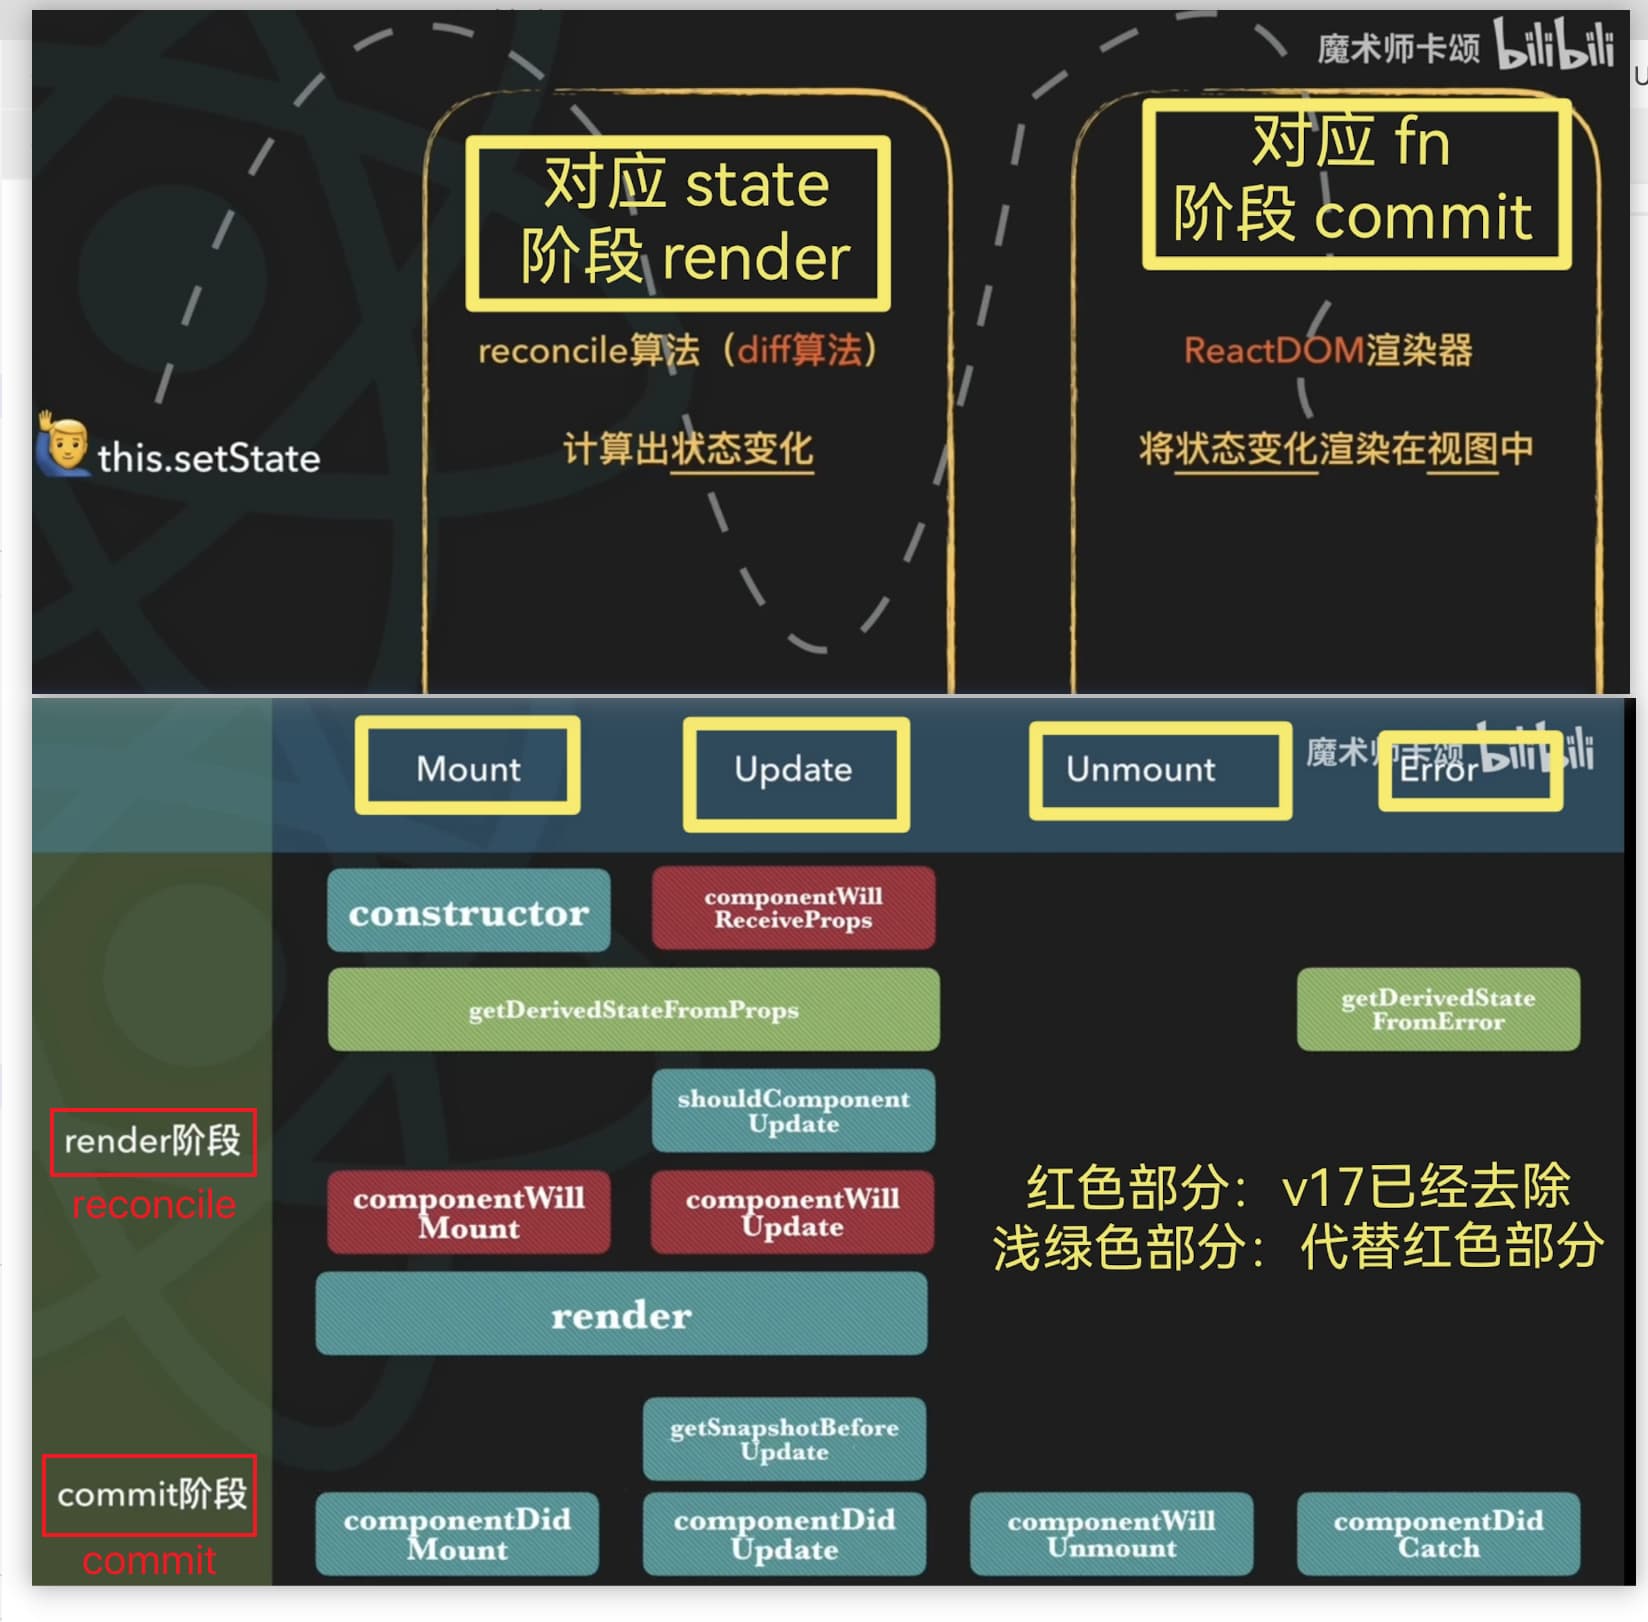 魔术师卡颂 bilibili
U
对应 state
阶段 render
对应 fn
阶段 commit
reconcile算法（diff算法）
ReactDOM渲染器
this.setState
计算出状态变化
将状态变化渲染在视图中
Mount
Update
Unmount
魔术师卡颂 bilibili
Error
constructor
componentWill
ReceiveProps
getDerivedStateFromProps
getDerivedState
FromError
shouldComponent
Update
render阶段
reconcile
componentWill
Mount
componentWill
Update
红色部分：v17已经去除
浅绿色部分：代替红色部分
render
getSnapshotBefore
Update
commit阶段
commit
componentDid
Mount
componentDid
Update
componentWill
Unmount
componentDid
Catch